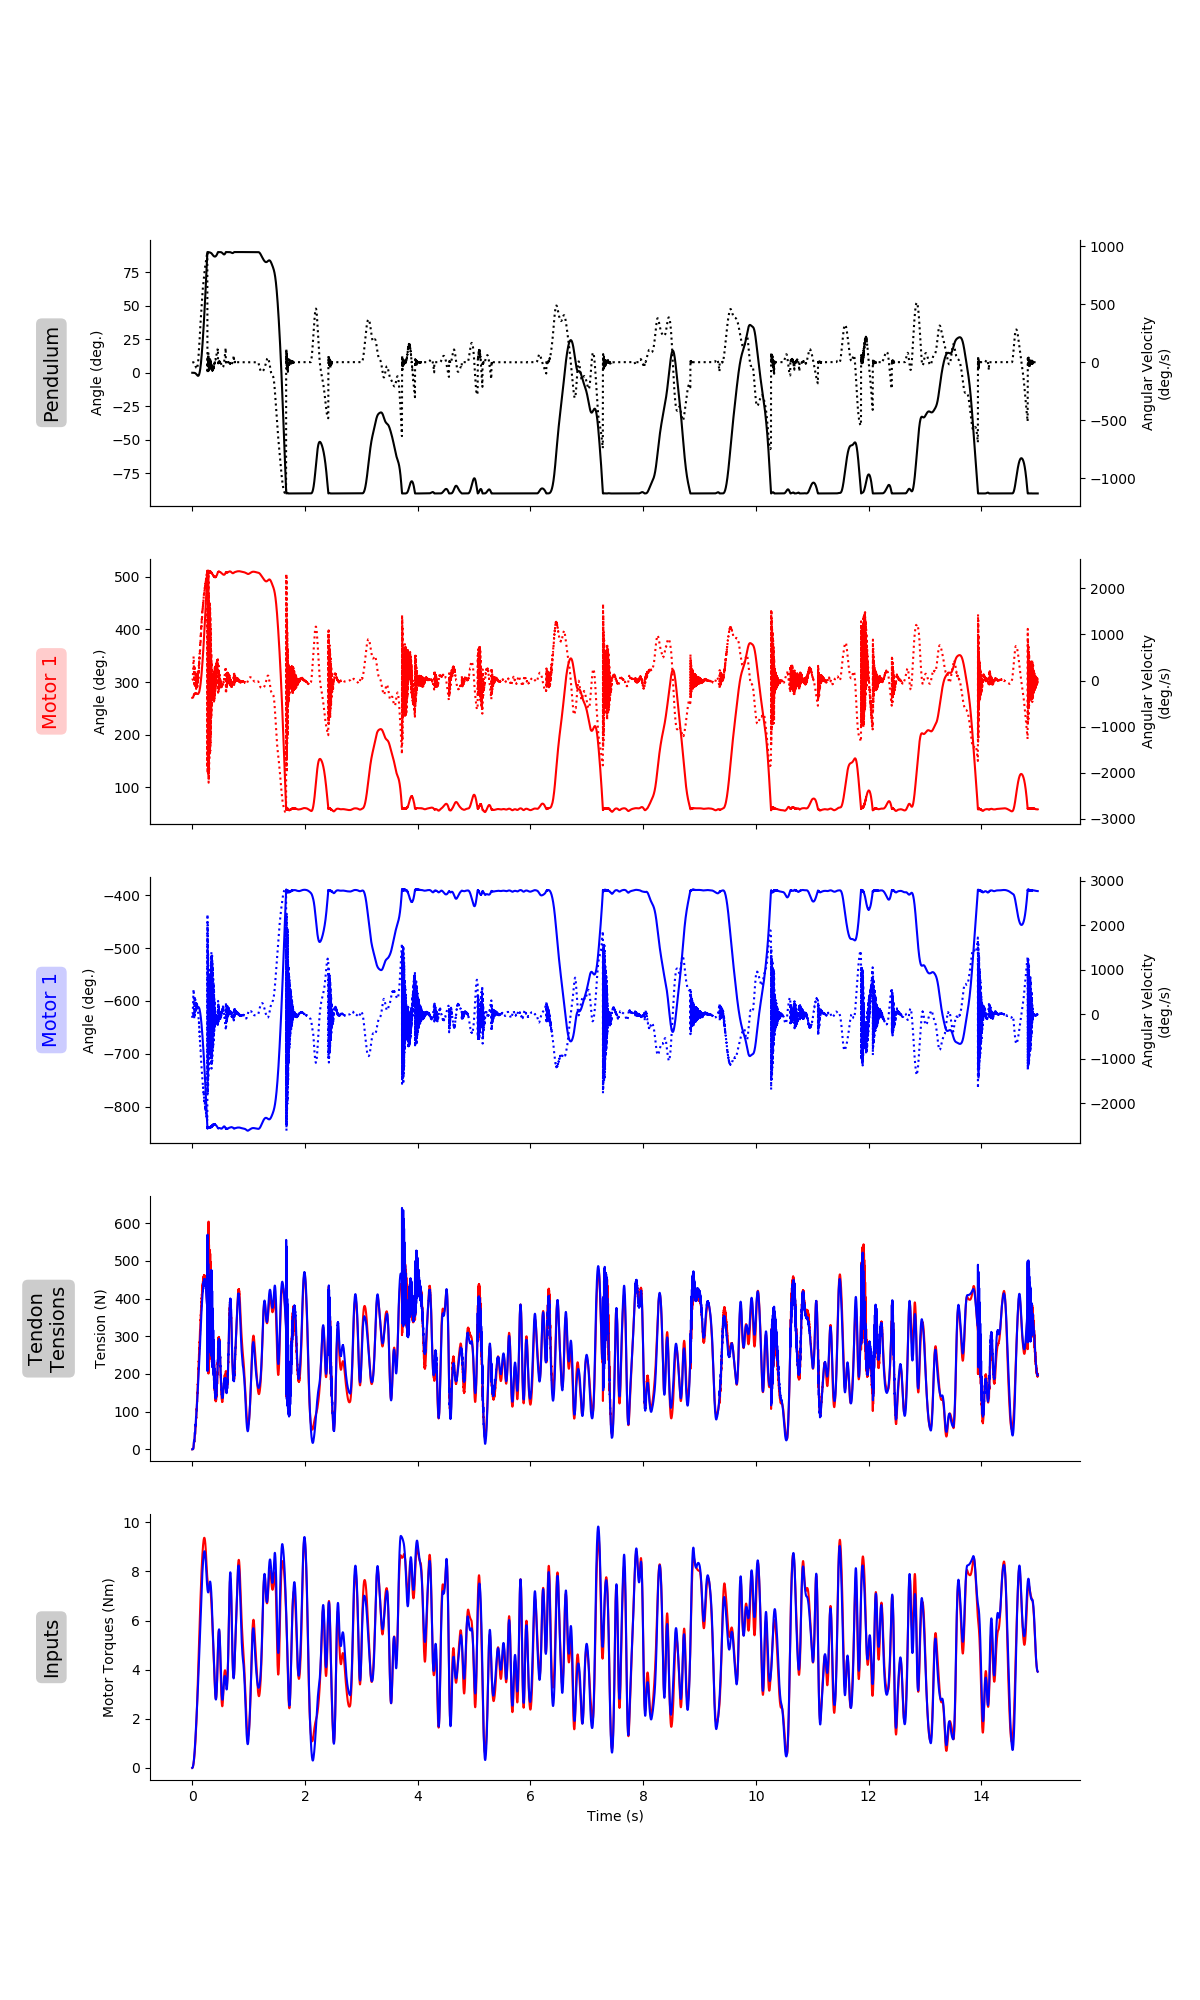 Pendulum
Angle (deg.)
75
50
25
0
−25
−50
−75
1000
500
0
−500
−1000
Angular Velocity
(deg./s)
Motor 1
Angle (deg.)
500
400
300
200
100
2000
1000
0
−1000
−2000
−3000
Angular Velocity
(deg./s)
Motor 1
Angle (deg.)
−400
−500
−600
−700
−800
3000
2000
1000
0
−1000
−2000
Angular Velocity
(deg./s)
Tendon
Tensions
Tension (N)
600
500
400
300
200
100
0
Inputs
Motor Torques (Nm)
10
8
6
4
2
0
0 2 4 6 8 10 12 14
Time (s)